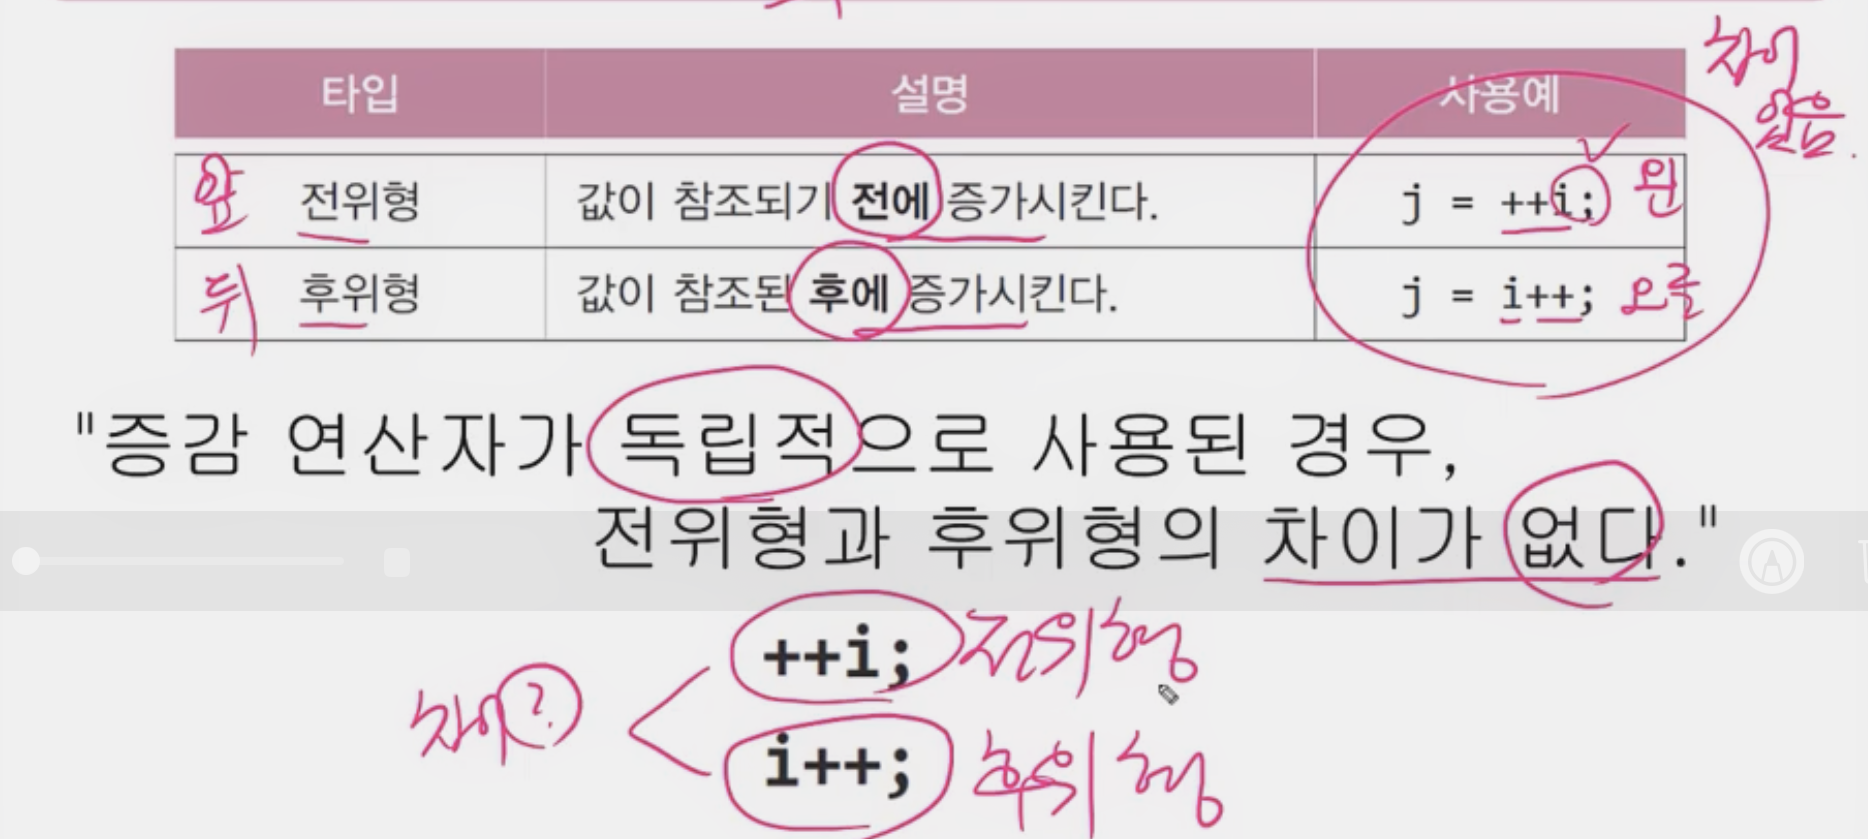 타입 설명 사용예 차이 있음.
앞 전위형 값이 참조되기 전에 증가시킨다. j = ++i; 왼
뒤 후위형 값이 참조된 후에 증가시킨다. j = i++; 오른
"증감 연산자가 독립적으로 사용된 경우,
전위형과 후위형의 차이가 없다."
++i; 전위형
차이?
i++; 후위형